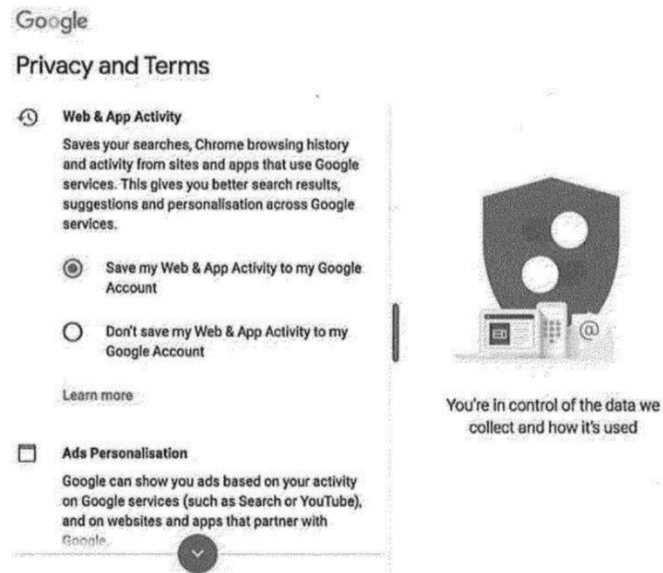 Google
Privacy and Terms
Web & App Activity
Saves your searches, Chrome browsing history
and activity from sites and apps that use Google
services. This gives you better search results,
suggestions and personalisation across Google
services.
Save my Web & App Activity to my Google
Account
Don't save my Web & App Activity to my
Google Account
Learn more
Ads Personalisation
Google can show you ads based on your activity
on Google services (such as Search or YouTube),
and on websites and apps that partner with
Google.
@
You're in control of the data we
collect and how it's used